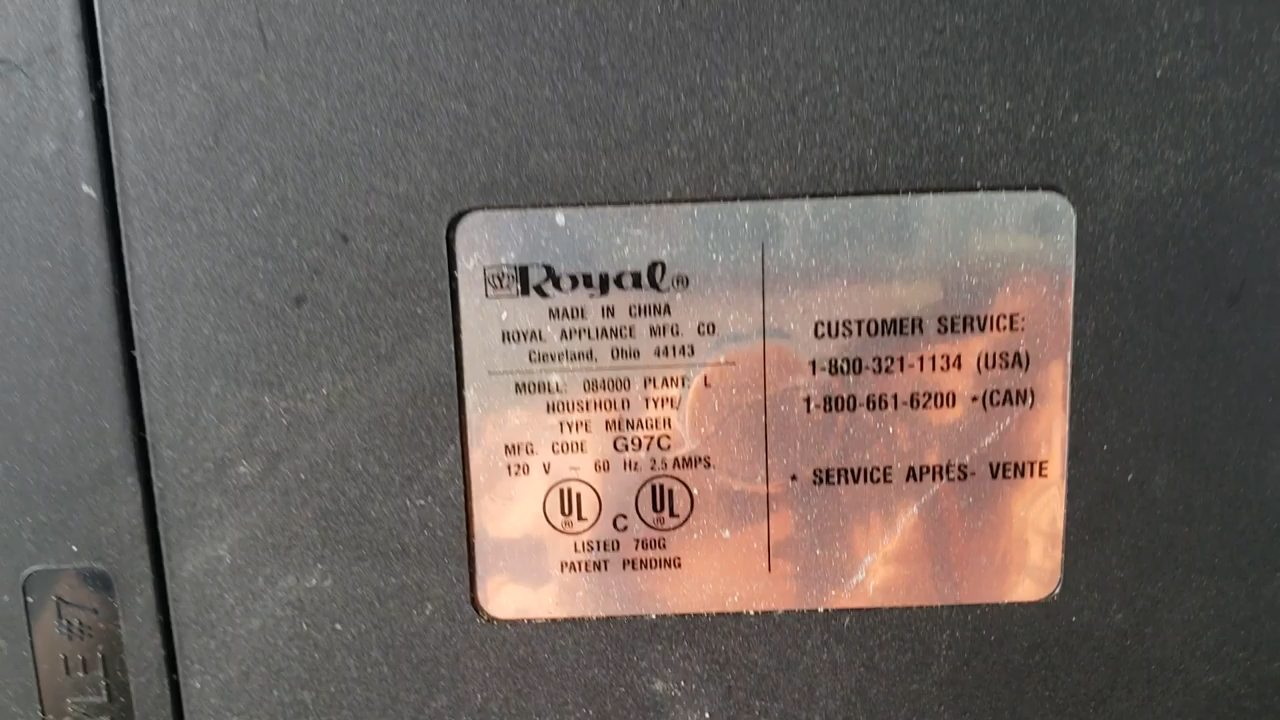 Royal®
MADE IN CHINA
ROYAL APPLIANCE MFG. CO
Cleveland, Ohio 44143
MODEL: 084000 PLANT: L
HOUSEHOLD TYPE/
TYPE MÉNAGER
MFG. CODE G97C
120 V ~ 60 Hz. 2.5 AMPS.
UL C UL
LISTED 760G
PATENT PENDING
CUSTOMER SERVICE:
1-800-321-1134 (USA)
1-800-661-6200 *(CAN)
* SERVICE APRÈS- VENTE